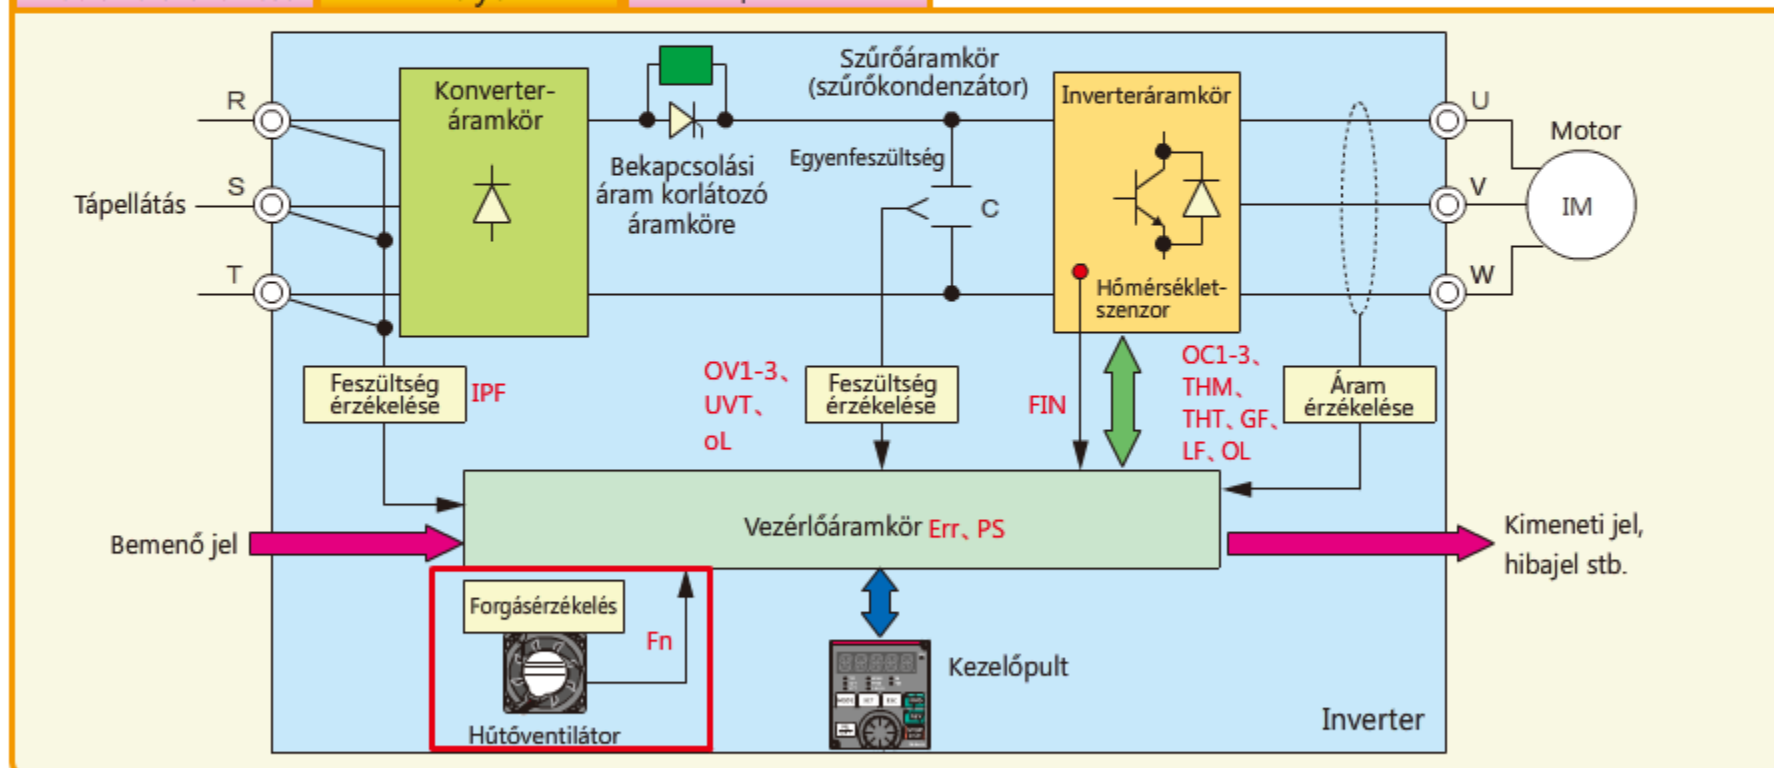 Szűrőáramkör
(szűrőkondenzátor)
Konverter-
áramkör
Inverteráramkör
R
U
Motor
Bekapcsolási
áram korlátozó
áramköre
Egyenfeszültség
Tápellátás
S
C
V
IM
T
Hőmérséklet-
szenzor
W
Feszültség
érzékelése
IPF
OV1-3、
UVT、
oL
Feszültség
érzékelése
FIN
OC1-3、
THM、
THT、GF、
LF、OL
Áram
érzékelése
Bemenő jel
Vezérlőáramkör Err、PS
Kimeneti jel,
hibajel stb.
Forgásérzékelés
Fn
Hűtőventilátor
Kezelőpult
Inverter